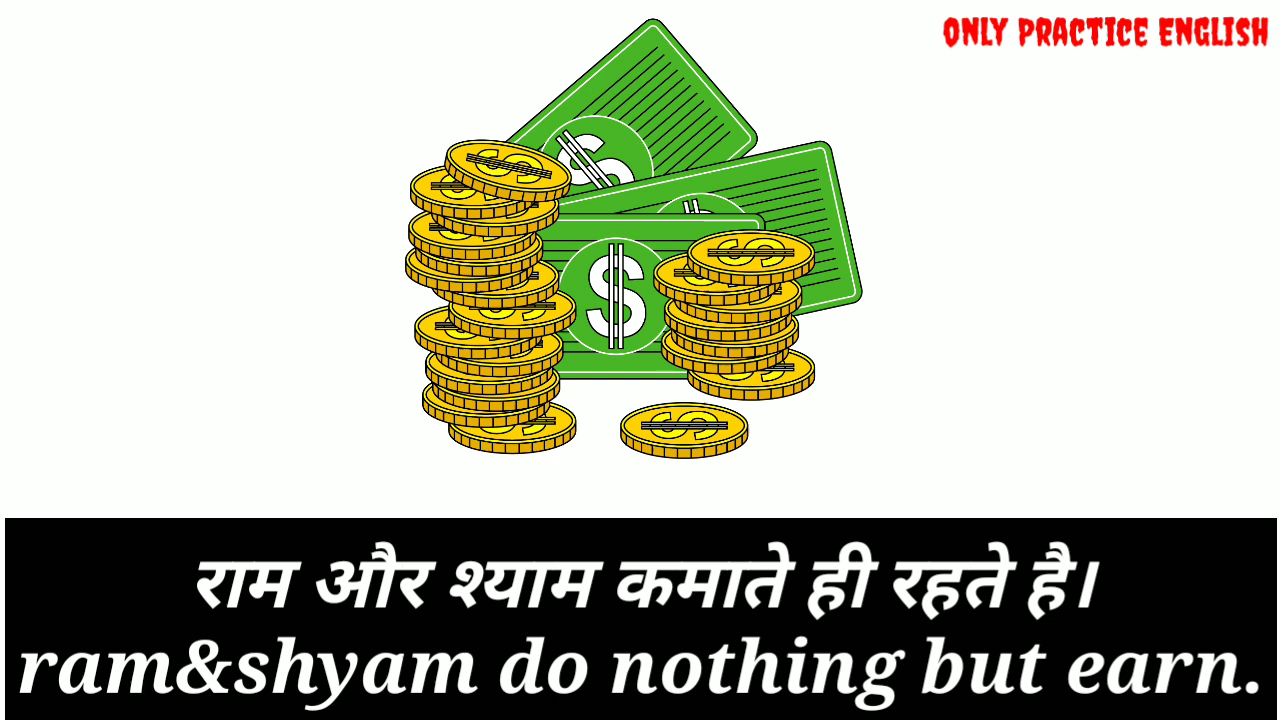 ONLY PRACTICE ENGLISH
राम और श्याम कमाते ही रहते है।
ram&shyam do nothing but earn.